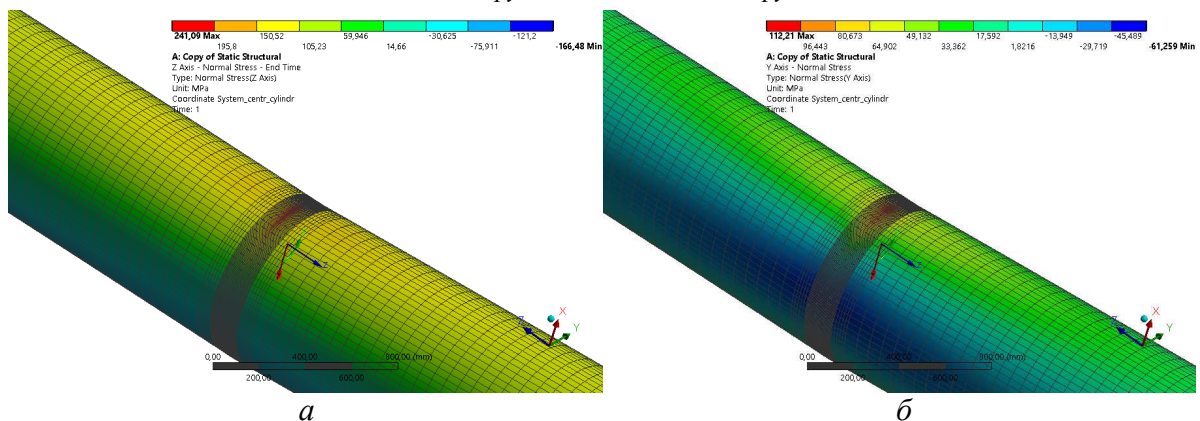 241,09 Max 150,52 59,946 -30,625 -121,2
195,8 105,23 14,66 -75,911 -166,48 Min
A: Copy of Static Structural
Z Axis - Normal Stress - End Time
Type: Normal Stress(Z Axis)
Unit: MPa
Coordinate System_centr_cylindr
Time: 1
Z
Z
X
Y
0,00 400,00 800,00 (mm)
200,00 600,00
а
112,21 Max 80,673 49,132 17,592 -13,949 -45,489
96,443 64,902 33,362 1,8216 -29,719 -61,259 Min
A: Copy of Static Structural
Y Axis - Normal Stress
Type: Normal Stress(Y Axis)
Unit: MPa
Coordinate System_centr_cylindr
Time: 1
Z
Z
X
Y
0,00 400,00 800,00 (mm)
200,00 600,00
б